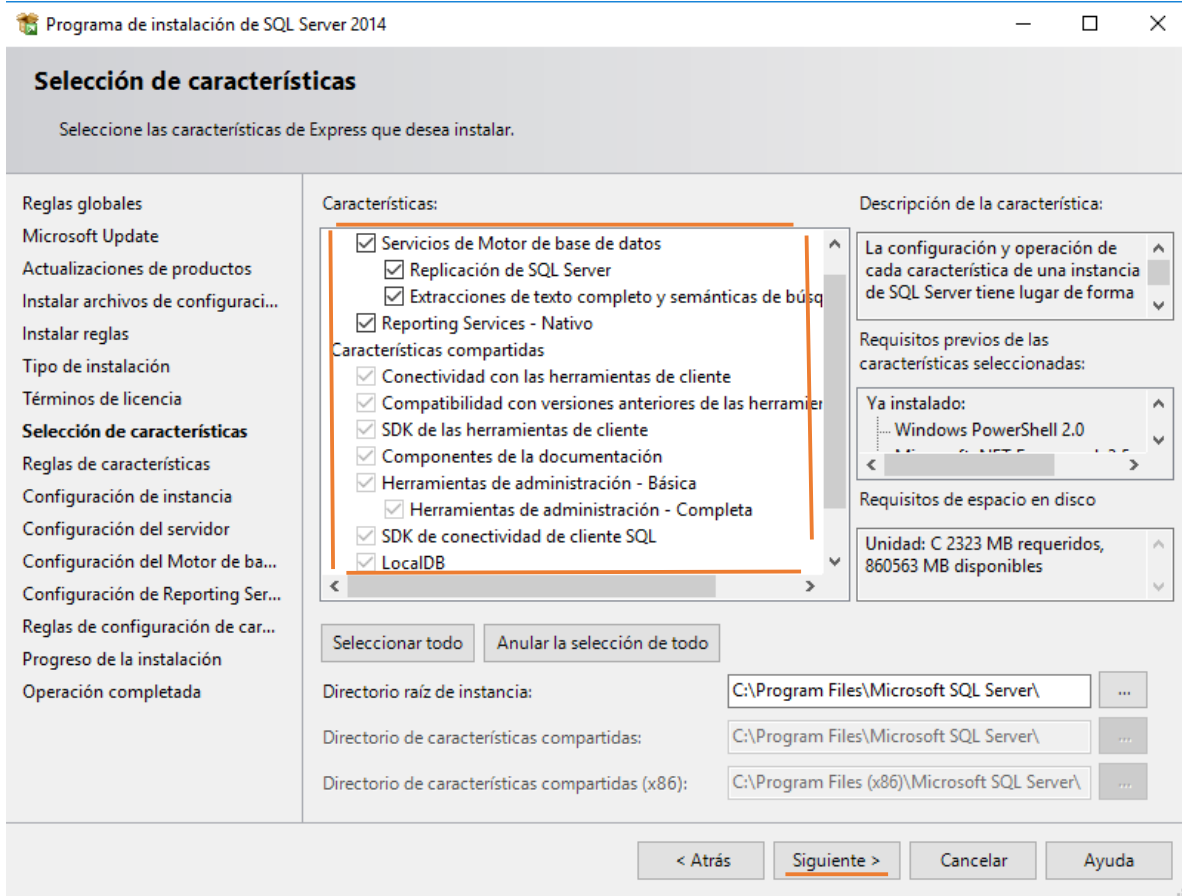 Programa de instalación de SQL Server 2014
Selección de características
Seleccione las características de Express que desea instalar.
Reglas globales
Microsoft Update
Actualizaciones de productos
Instalar archivos de configuraci...
Instalar reglas
Tipo de instalación
Términos de licencia
Selección de características
Reglas de características
Configuración de instancia
Configuración del servidor
Configuración del Motor de ba...
Configuración de Reporting Ser...
Reglas de configuración de car...
Progreso de la instalación
Operación completada
Características:
Servicios de Motor de base de datos
Replicación de SQL Server
Extracciones de texto completo y semánticas de búsq
Reporting Services - Nativo
Características compartidas
Conectividad con las herramientas de cliente
Compatibilidad con versiones anteriores de las herramier
SDK de las herramientas de cliente
Componentes de la documentación
Herramientas de administración - Básica
Herramientas de administración - Completa
SDK de conectividad de cliente SQL
LocalDB
Descripción de la característica:
La configuración y operación de
cada característica de una instancia
de SQL Server tiene lugar de forma
Requisitos previos de las
características seleccionadas:
Ya instalado:
Windows PowerShell 2.0
Requisitos de espacio en disco
Unidad: C 2323 MB requeridos,
860563 MB disponibles
Seleccionar todo
Anular la selección de todo
Directorio raíz de instancia:
C:\Program Files\Microsoft SQL Server\
...
Directorio de características compartidas:
C:\Program Files\Microsoft SQL Server\
...
Directorio de características compartidas (x86):
C:\Program Files (x86)\Microsoft SQL Server\
...
< Atrás
Siguiente >
Cancelar
Ayuda